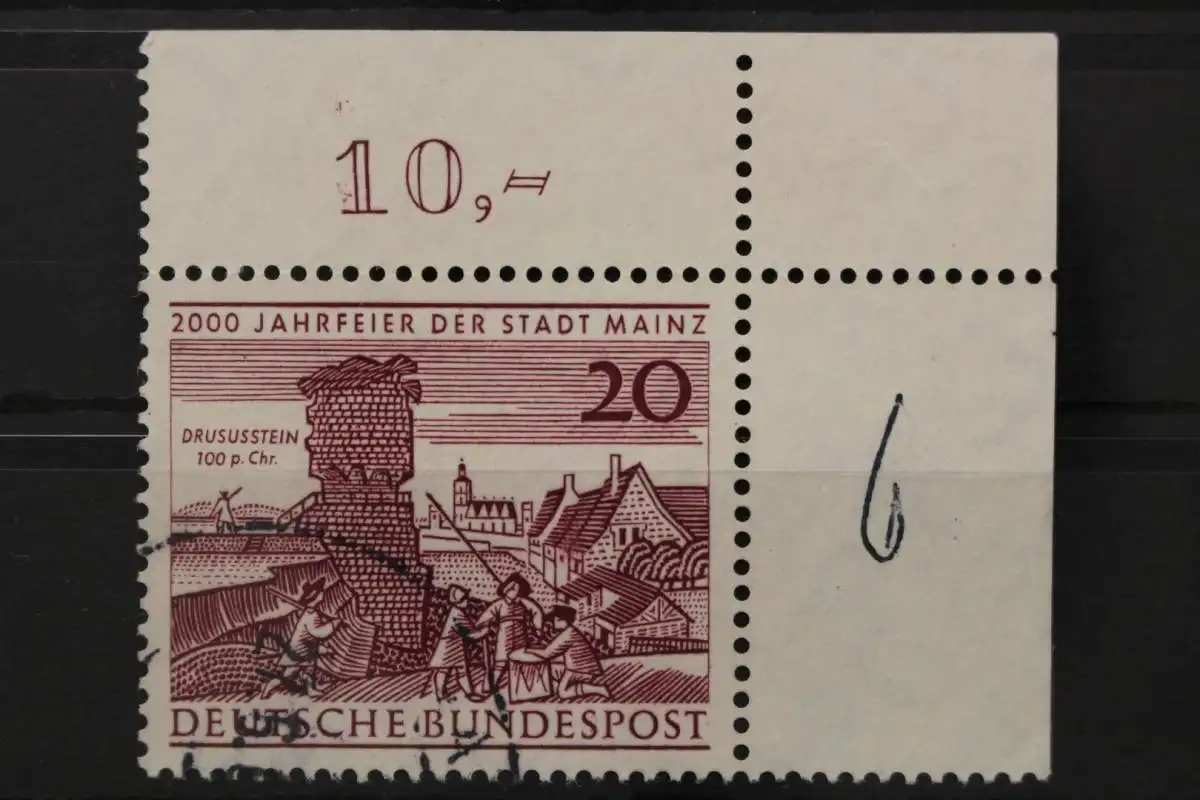 10,-
2000 JAHRFEIER DER STADT MAINZ
20
DRUSUSSTEIN
100 p. Chr.
6
DEUTSCHE BUNDESPOST